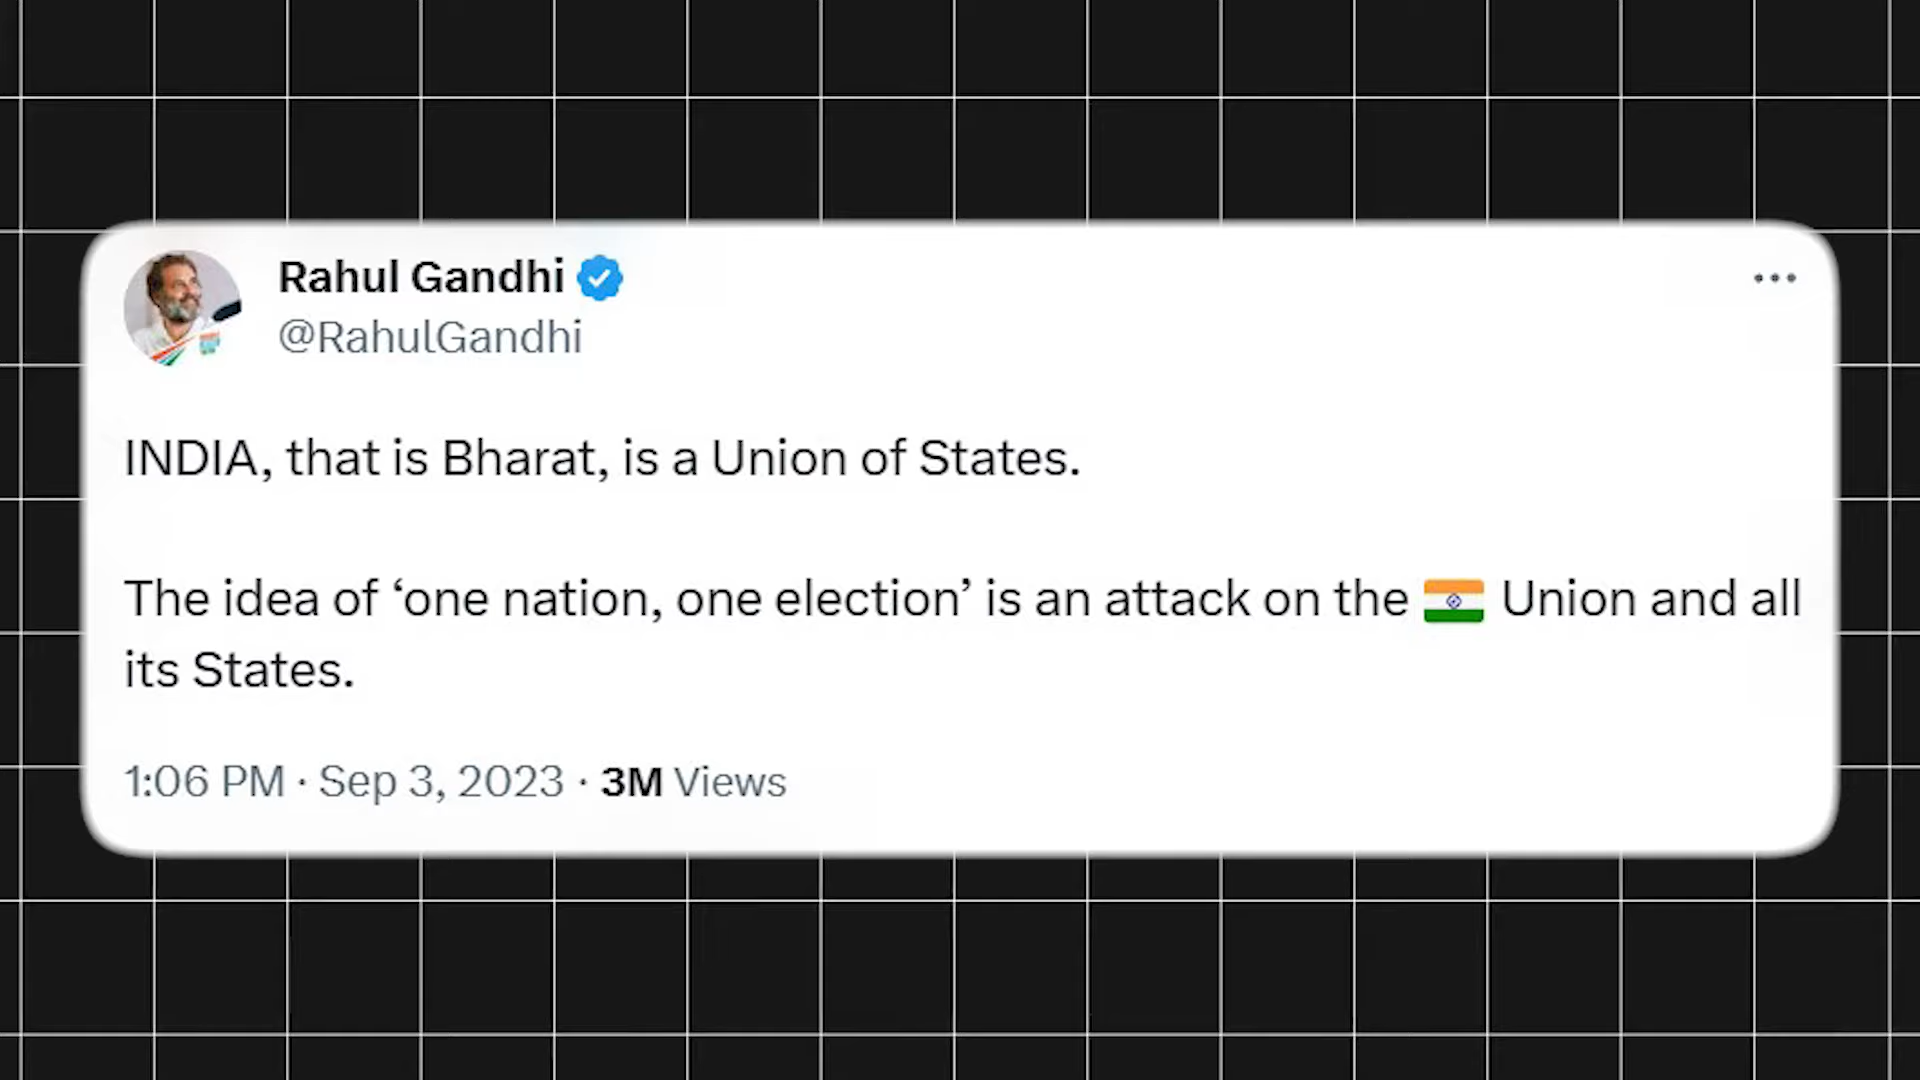 Rahul Gandhi
@RahulGandhi
INDIA, that is Bharat, is a Union of States.
The idea of ‘one nation, one election’ is an attack on the 🇮🇳 Union and all
its States.
1:06 PM · Sep 3, 2023 · 3M Views